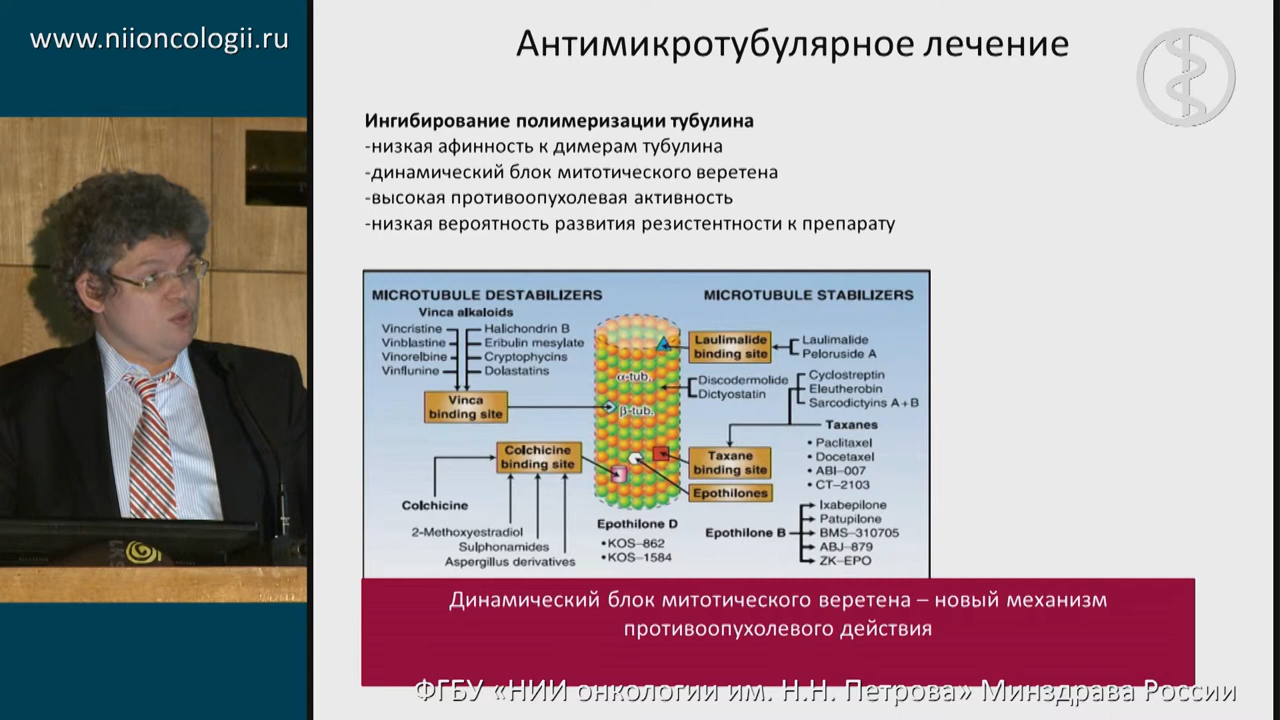 www.niioncologii.ru
Антимикротубулярное лечение
Ингибирование полимеризации тубулина
-низкая афинность к димерам тубулина
-динамический блок митотического веретена
-высокая противоопухолевая активность
-низкая вероятность развития резистентности к препарату
MICROTUBULE DESTABILIZERS
Vinca alkaloids
Vincristine
Vinblastine
Vinorelbine
Vinflunine
Halichondrin B
Eribulin mesylate
Cryptophycins
Dolastatins
Vinca
binding site
Colchicine
binding site
Colchicine
2-Methoxyestradiol
Sulphonamides
Aspergillus derivatives
α-tub.
β-tub.
Epothilone D
•KOS-862
•KOS-1584
MICROTUBULE STABILIZERS
Laulimalide
binding site
Laulimalide
Peloruside A
Discodermolide
Dictyostatin
Cyclostreptin
Eleutherobin
Sarcodictyins A+B
Taxanes
• Paclitaxel
• Docetaxel
• ABI-007
• CT-2103
Taxane
binding site
Epothilones
Epothilone B
Ixabepilone
Patupilone
BMS-310705
ABJ-879
ZK-EPO
Динамический блок митотического веретена – новый механизм
противоопухолевого действия
ФГБУ «НИИ онкологии им. Н.Н. Петрова» Минздрава России